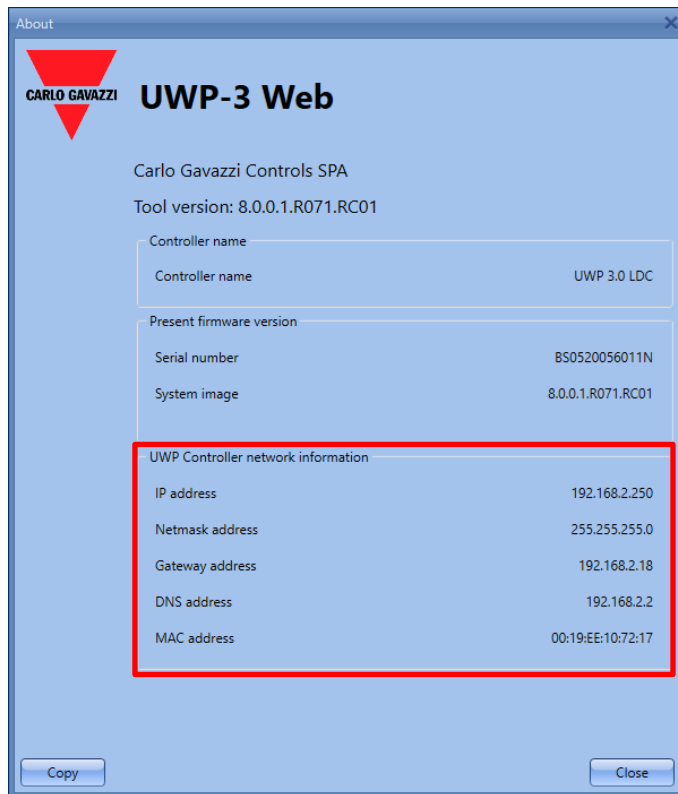 About
CARLO GAVAZZI
UWP-3 Web
Carlo Gavazzi Controls SPA
Tool version: 8.0.0.1.R071.RC01
Controller name
Controller name UWP 3.0 LDC
Present firmware version
Serial number BS0520056011N
System image 8.0.0.1.R071.RC01
UWP Controller network information
IP address 192.168.2.250
Netmask address 255.255.255.0
Gateway address 192.168.2.18
DNS address 192.168.2.2
MAC address 00:19:EE:10:72:17
Copy Close